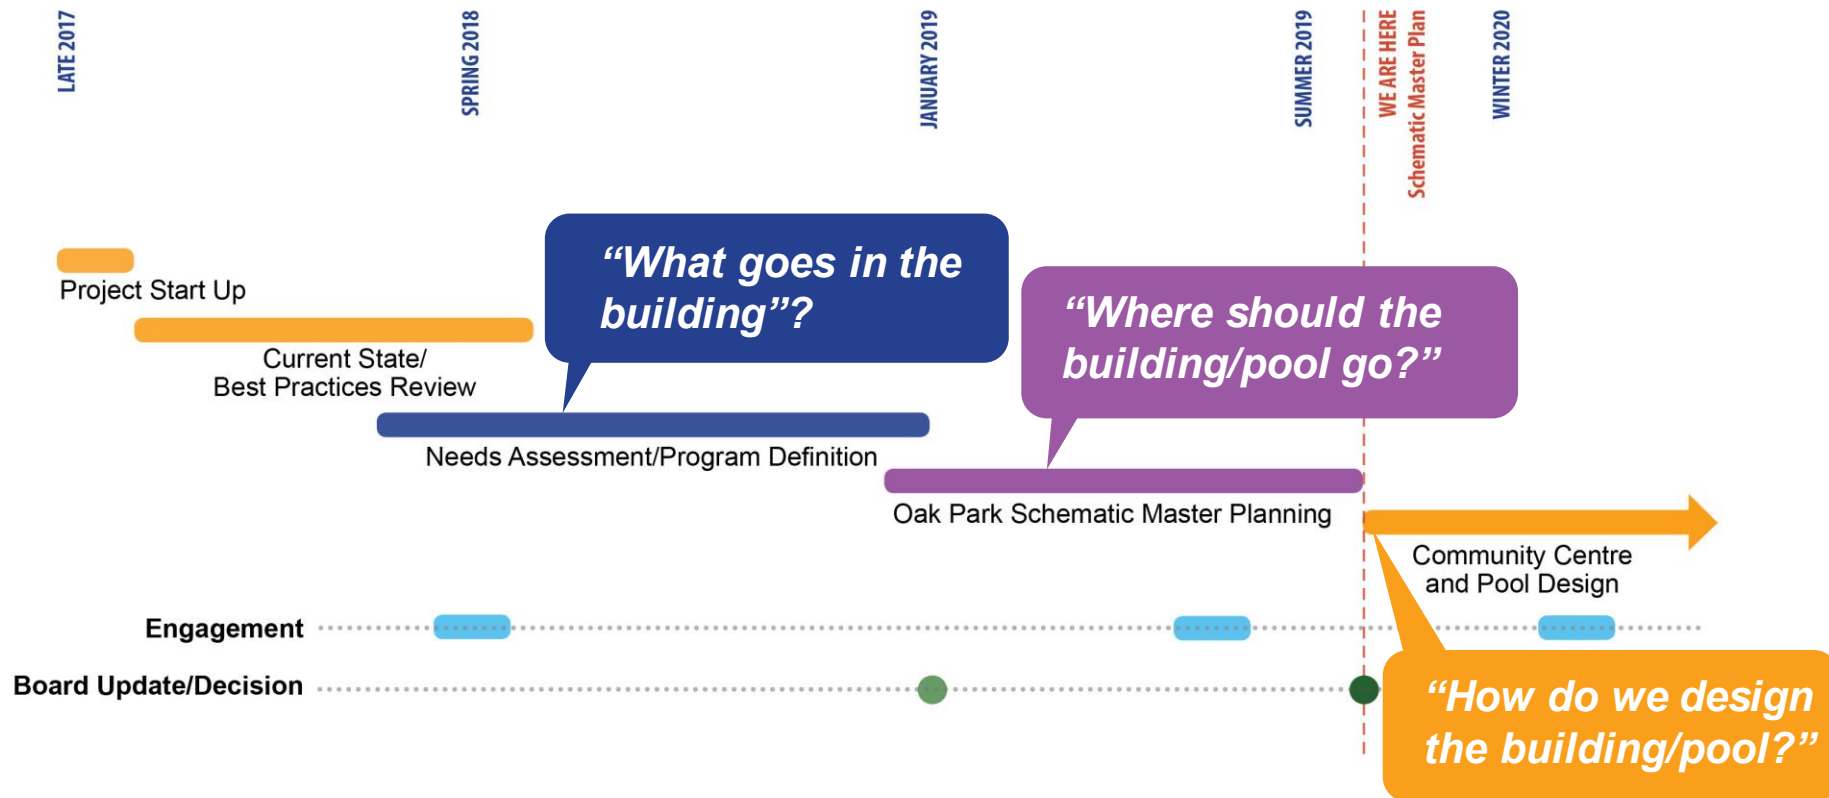 LATE 2017
SPRING 2018
JANUARY 2019
SUMMER 2019
WE ARE HERE
Schematic Master Plan
WINTER 2020
Project Start Up
Current State/
Best Practices Review
“What goes in the
building”?
Needs Assessment/Program Definition
“Where should the
building/pool go?”
Oak Park Schematic Master Planning
Community Centre
and Pool Design
Engagement
Board Update/Decision
“How do we design
the building/pool?”